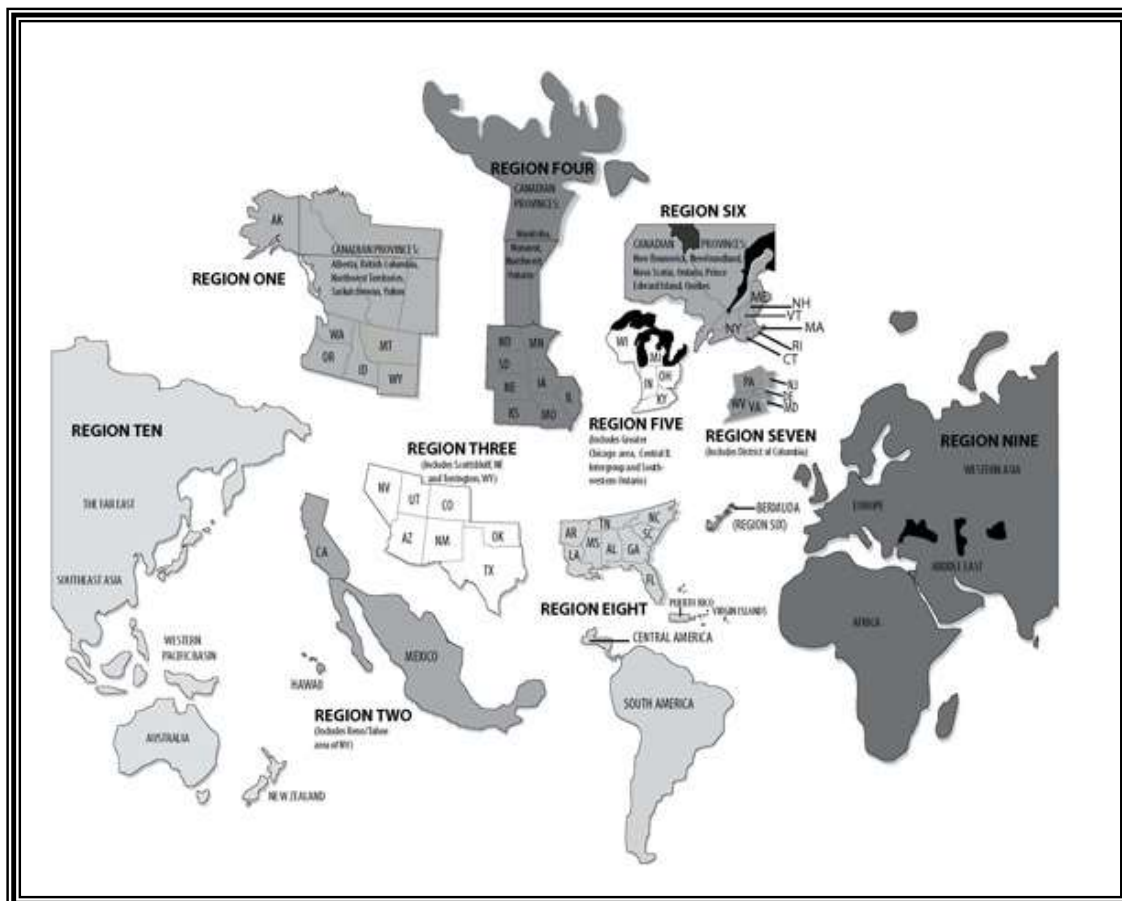 REGION FOUR
CANADIAN
PROVINCES:
Manitoba,
Nunavut,
Northwest
Ontario
ND
MN
SD
NE
IA
IL
KS
MO
REGION SIX
CANADIAN PROVINCES:
New Brunswick, Newfoundland,
Nova Scotia, Ontario, Prince
Edward Island, Quebec
ME
NH
VT
MA
NY
RI
CT
AK
CANADIAN PROVINCES:
Alberta, British Columbia,
Northwest Territories,
Saskatchewan, Yukon
REGION ONE
WA
MT
OR
ID
WY
WI
MI
IN
OH
KY
REGION FIVE
(Includes Greater
Chicago area, Central IL
Intergroup and South-
western Ontario)
PA
NJ
DE
MD
WV
VA
REGION SEVEN
(Includes District of Columbia)
REGION NINE
WESTERN ASIA
EUROPE
MIDDLE EAST
AFRICA
REGION TEN
THE FAR EAST
SOUTHEAST ASIA
WESTERN
PACIFIC BASIN
AUSTRALIA
NEW ZEALAND
REGION THREE
(Includes Scottsbluff, NE
and Torrington, WY)
NV
UT
CO
AZ
NM
OK
TX
CA
MEXICO
HAWAII
REGION TWO
(Includes Reno/Tahoe
area of NV)
BERMUDA
(REGION SIX)
AR
TN
NC
SC
LA
MS
AL
GA
FL
REGION EIGHT
PUERTO RICO
VIRGIN ISLANDS
CENTRAL AMERICA
SOUTH AMERICA